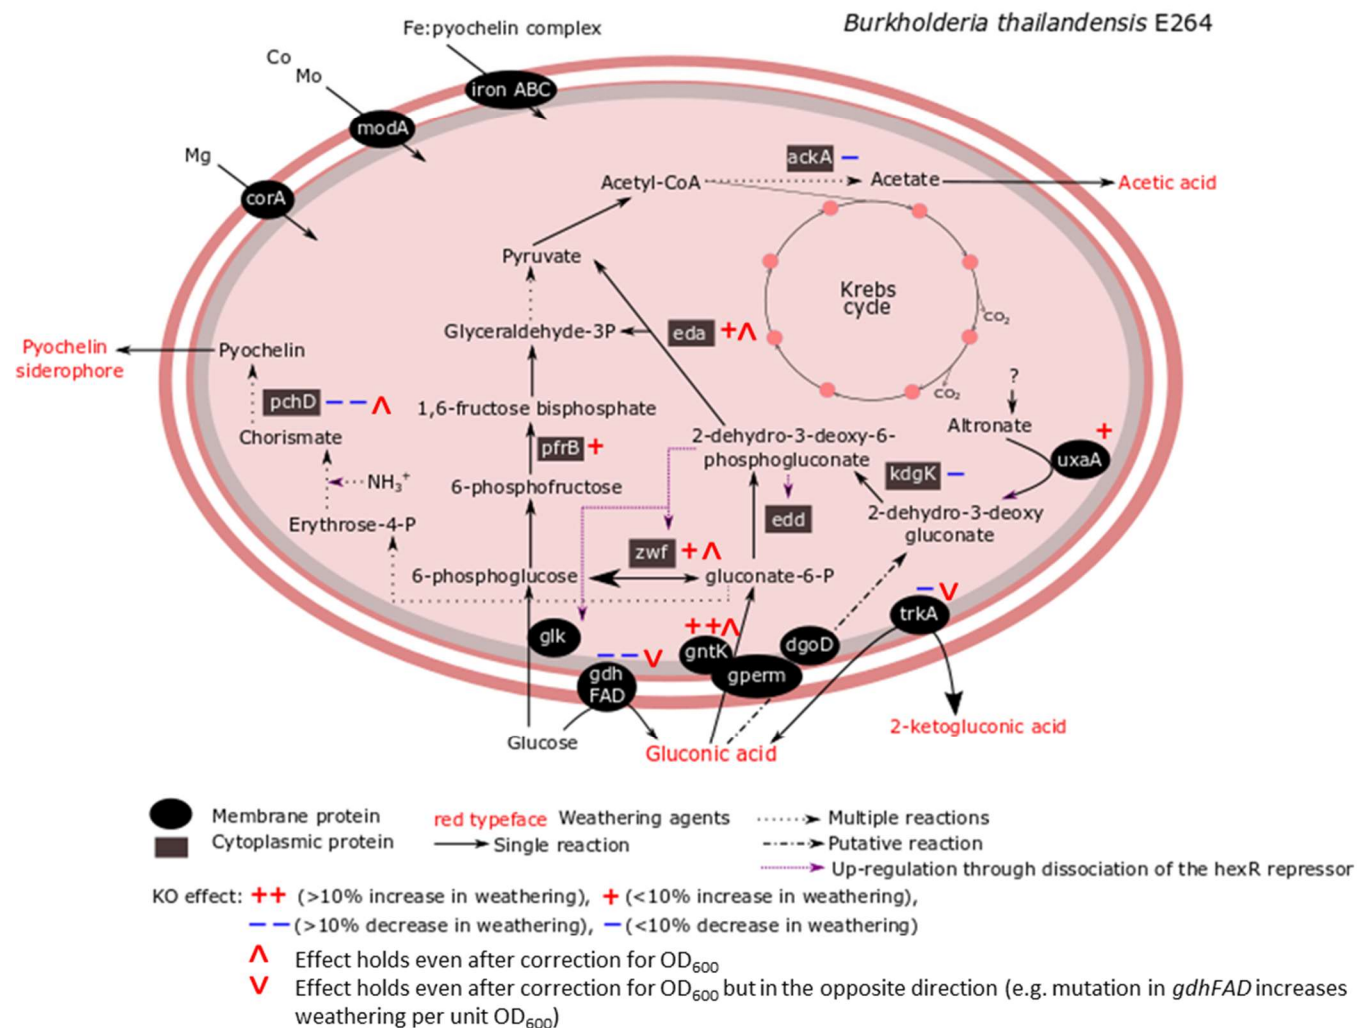 Burkholderia thailandensis E264
Fe:pyochelin complex
Co
Mo
iron ABC
modA
Mg
corA
ackA −
Acetyl-CoA
Acetate
Acetic acid
Pyruvate
Krebs
cycle
CO2
CO2
Glyceraldehyde-3P
eda +^
Pyochelin
siderophore
Pyochelin
pchD − − ^
Chorismate
NH3+
Erythrose-4-P
1,6-fructose bisphosphate
pfrB +
6-phosphofructose
2-dehydro-3-deoxy-6-
phosphogluconate
?
Altronate
+
uxaA
kdgK −
edd
2-dehydro-3-deoxy
gluconate
zwf + ^
6-phosphoglucose
gluconate-6-P
− v
trkA
glk
− − v
gdh
FAD
++^
gntK
gperm
dgoD
Glucose
Gluconic acid
2-ketogluconic acid
Membrane protein
Cytoplasmic protein
red typeface Weathering agents
Single reaction
Multiple reactions
Putative reaction
Up-regulation through dissociation of the hexR repressor
KO effect: ++ (>10% increase in weathering), + (<10% increase in weathering),
− − (>10% decrease in weathering), − (<10% decrease in weathering)
^ Effect holds even after correction for OD600
v Effect holds even after correction for OD600 but in the opposite direction (e.g. mutation in gdhFAD increases
weathering per unit OD600)